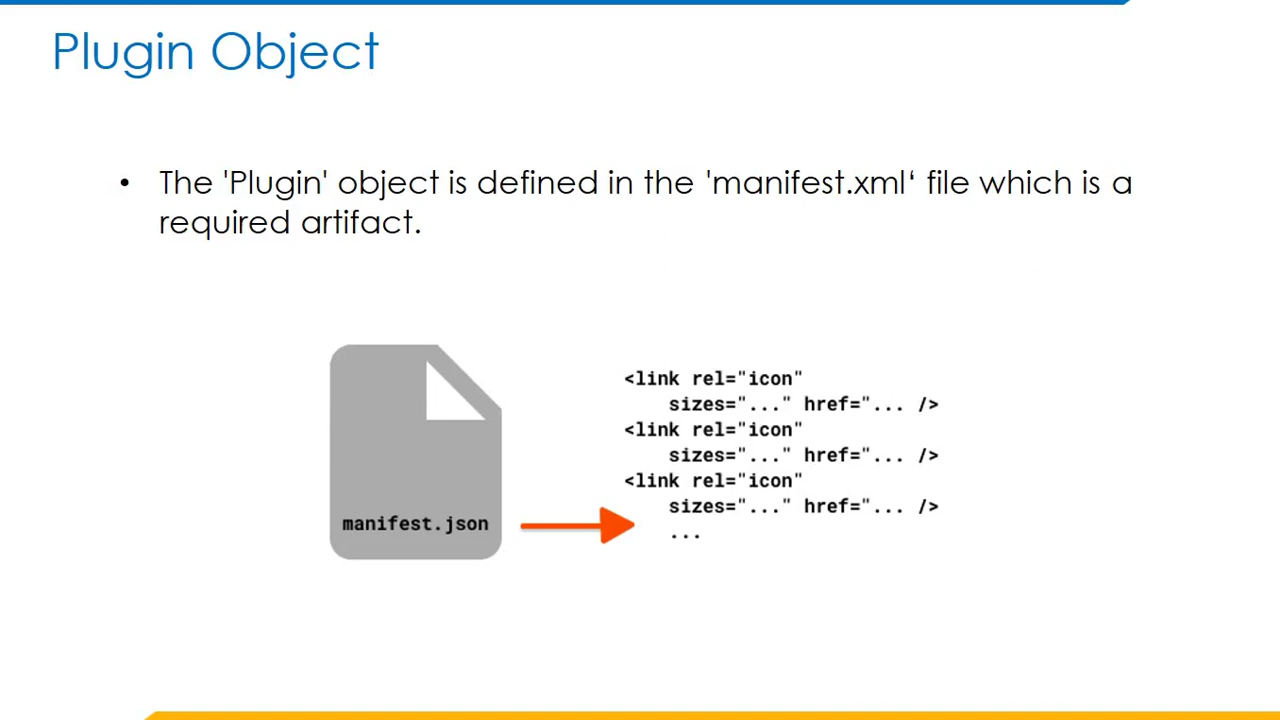 Plugin Object
• The 'Plugin' object is defined in the 'manifest.xml‘ file which is a
required artifact.
manifest.json
<link rel="icon"
sizes="..." href="... />
<link rel="icon"
sizes="..." href="... />
<link rel="icon"
sizes="..." href="... />
...